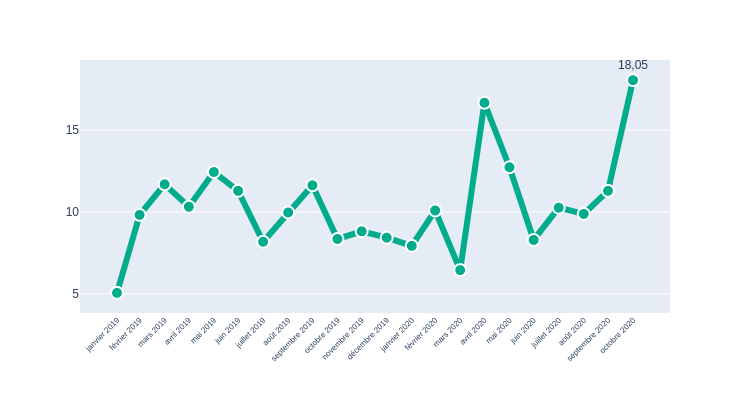 18,05
15
10
5
janvier 2019
février 2019
mars 2019
avril 2019
mai 2019
juin 2019
juillet 2019
août 2019
septembre 2019
octobre 2019
novembre 2019
décembre 2019
janvier 2020
février 2020
mars 2020
avril 2020
mai 2020
juin 2020
juillet 2020
août 2020
septembre 2020
octobre 2020